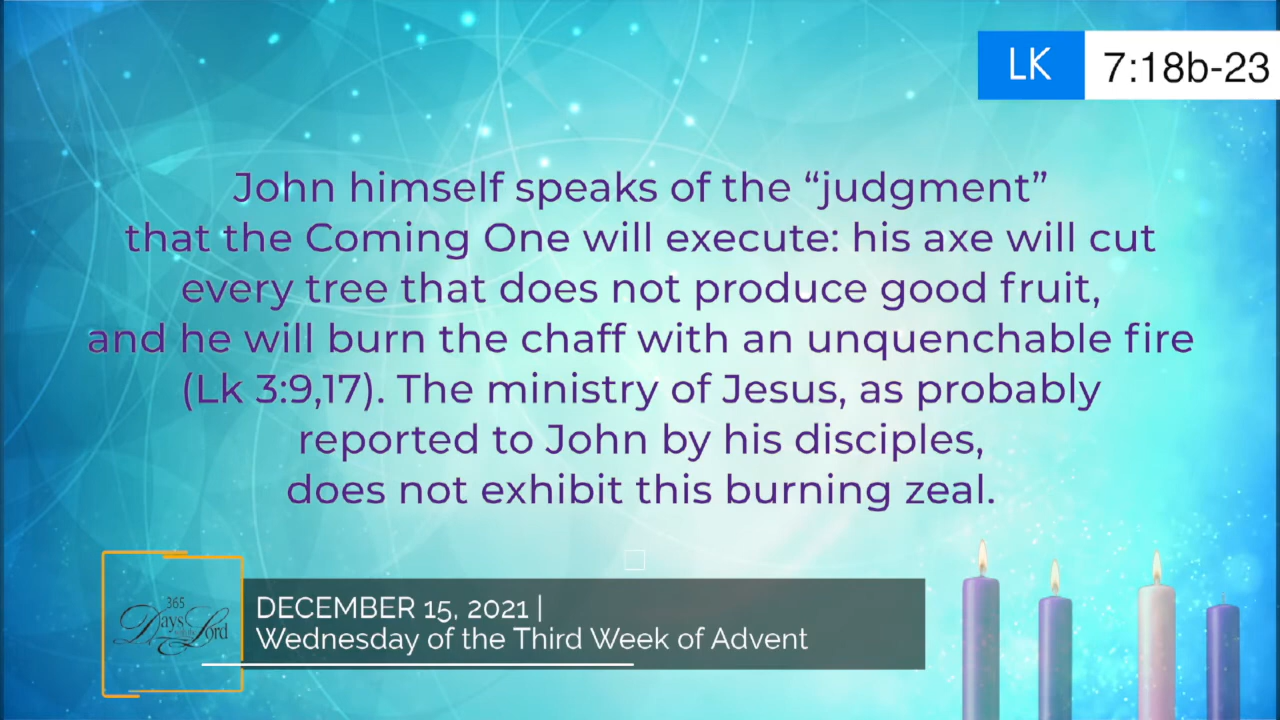 LK 7:18b-23
John himself speaks of the “judgment”
that the Coming One will execute: his axe will cut
every tree that does not produce good fruit,
and he will burn the chaff with an unquenchable fire
(Lk 3:9,17). The ministry of Jesus, as probably
reported to John by his disciples,
does not exhibit this burning zeal.
365
Days
Lord
DECEMBER 15, 2021 |
Wednesday of the Third Week of Advent